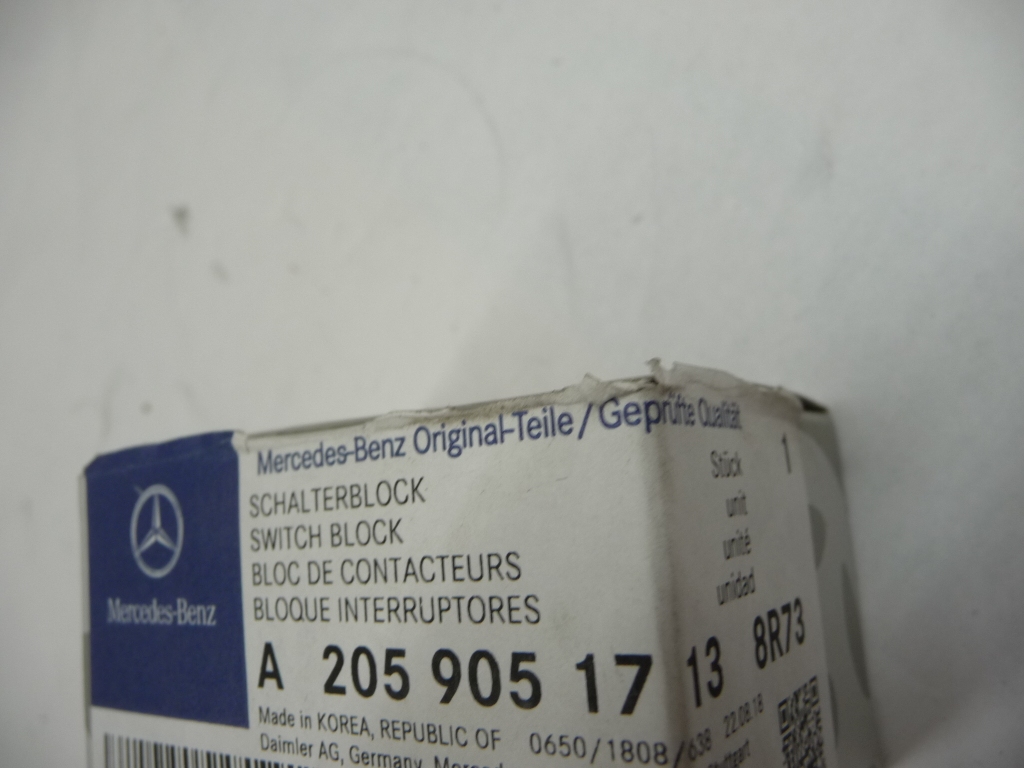 Mercedes-Benz Original-Teile / Geprüfte Qualität
Mercedes-Benz
SCHALTERBLOCK
SWITCH BLOCK
BLOC DE CONTACTEURS
BLOQUE INTERRUPTORES
Stück 1
unit
unité
unidad
A 205 905 17 13 8R73
Made in KOREA, REPUBLIC OF 0650/1808/638 22.08.18
Daimler AG, Germany,